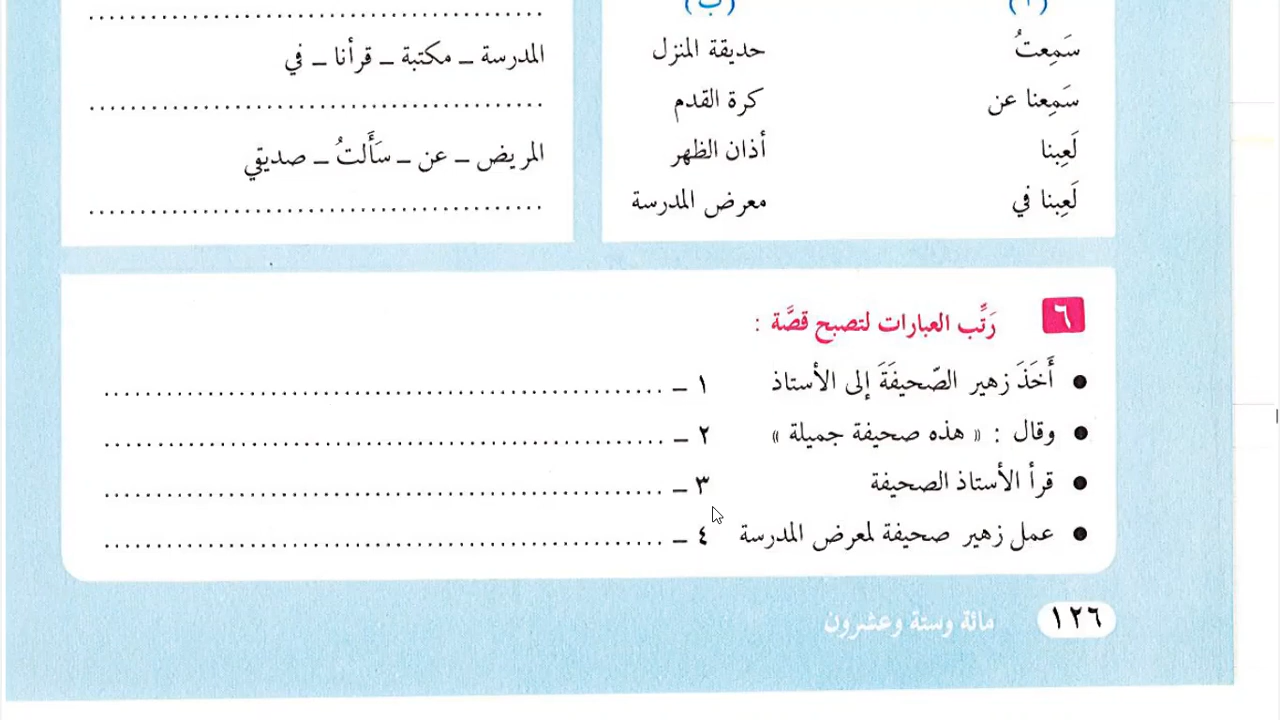 (أ) (ب)
سَمِعتُ حديقة المنزل
سَمِعنا عن كرة القدم
لَعِبنا أذان الظهر
لَعِبنا في معرض المدرسة
المدرسة ـ مكتبة ـ قرأنا ـ في
المريض ـ عن ـ سَأَلتُ ـ صديقي
٦ رَتِّب العبارات لتصبح قصَّة :
● أَخَذَ زهير الصّحيفَةَ إلى الأستاذ ١ ـ
● وقال : « هذه صحيفة جميلة » ٢ ـ
● قرأ الأستاذ الصحيفة ٣ ـ
● عمل زهير صحيفة لمعرض المدرسة ٤ ـ
١٢٦ مائة وستة وعشرون